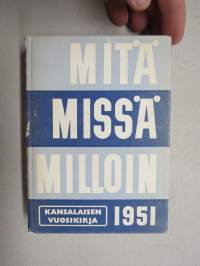 MITÄ
MISSÄ
MILLOIN
KANSALAISEN
VUOSIKIRJA
1951